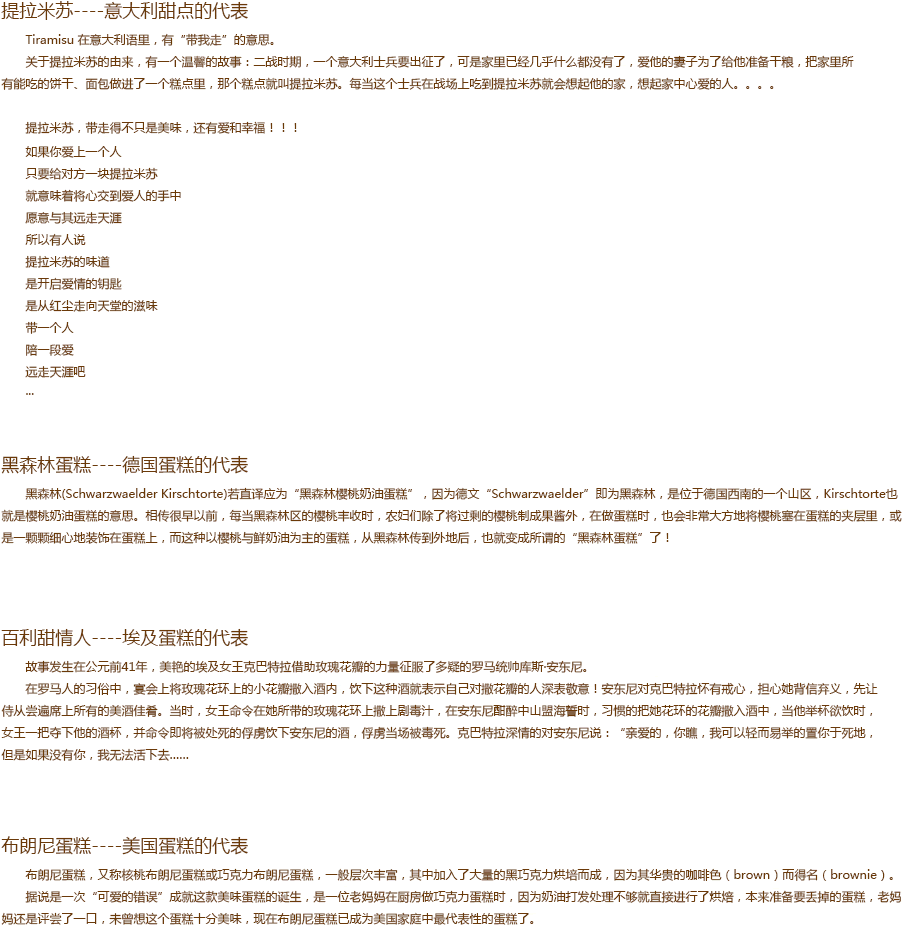 提拉米苏----意大利甜点的代表
Tiramisu 在意大利语里，有“带我走”的意思。
关于提拉米苏的由来，有一个温馨的故事：二战时期，一个意大利士兵要出征了，可是家里已经几乎什么都没有了，爱他的妻子为了给他准备干粮，把家里所
有能吃的饼干、面包做进了一个糕点里，那个糕点就叫提拉米苏。每当这个士兵在战场上吃到提拉米苏就会想起他的家，想起家中心爱的人。。。。
提拉米苏，带走得不只是美味，还有爱和幸福！！！
如果你爱上一个人
只要给对方一块提拉米苏
就意味着将心交到爱人的手中
愿意与其远走天涯
所以有人说
提拉米苏的味道
是开启爱情的钥匙
是从红尘走向天堂的滋味
带一个人
陪一段爱
远走天涯吧
...
黑森林蛋糕----德国蛋糕的代表
黑森林(Schwarzwaelder Kirschtorte)若直译应为“黑森林樱桃奶油蛋糕”，因为德文“Schwarzwaelder”即为黑森林，是位于德国西南的一个山区，Kirschtorte也
就是樱桃奶油蛋糕的意思。相传很早以前，每当黑森林区的樱桃丰收时，农妇们除了将过剩的樱桃制成果酱外，在做蛋糕时，也会非常大方地将樱桃塞在蛋糕的夹层里，或
是一颗颗细心地装饰在蛋糕上，而这种以樱桃与鲜奶油为主的蛋糕，从黑森林传到外地后，也就变成所谓的“黑森林蛋糕”了！
百利甜情人----埃及蛋糕的代表
故事发生在公元前41年，美艳的埃及女王克巴特拉借助玫瑰花瓣的力量征服了多疑的罗马统帅库斯·安东尼。
在罗马人的习俗中，宴会上将玫瑰花环上的小花瓣撒入酒内，饮下这种酒就表示自己对撒花瓣的人深表敬意！安东尼对克巴特拉怀有戒心，担心她背信弃义，先让
侍从尝遍席上所有的美酒佳肴。当时，女王命令在她所带的玫瑰花环上撒上剧毒汁，在安东尼酣醉中山盟海誓时，习惯的把她花环的花瓣撒入酒中，当他举杯欲饮时，
女王一把夺下他的酒杯，并命令即将被处死的俘虏饮下安东尼的酒，俘虏当场被毒死。克巴特拉深情的对安东尼说：“亲爱的，你瞧，我可以轻而易举的置你于死地，
但是如果没有你，我无法活下去......
布朗尼蛋糕----美国蛋糕的代表
布朗尼蛋糕，又称核桃布朗尼蛋糕或巧克力布朗尼蛋糕，一般层次丰富，其中加入了大量的黑巧克力烘培而成，因为其华贵的咖啡色（brown）而得名（brownie）。
据说是一次“可爱的错误”成就这款美味蛋糕的诞生，是一位老妈妈在厨房做巧克力蛋糕时，因为奶油打发处理不够就直接进行了烘焙，本来准备要丢掉的蛋糕，老妈
妈还是评尝了一口，未曾想这个蛋糕十分美味，现在布朗尼蛋糕已成为美国家庭中最代表性的蛋糕了。